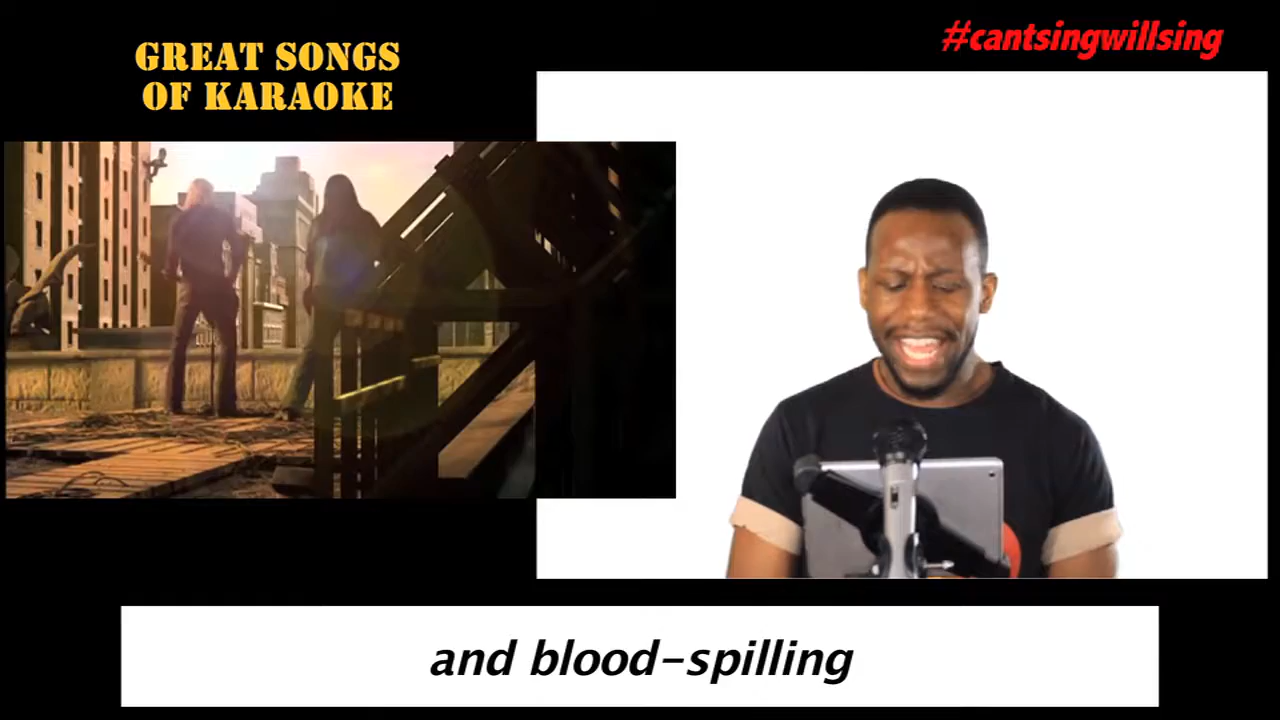 #cantsingwillsing
GREAT SONGS
OF KARAOKE
and blood-spilling